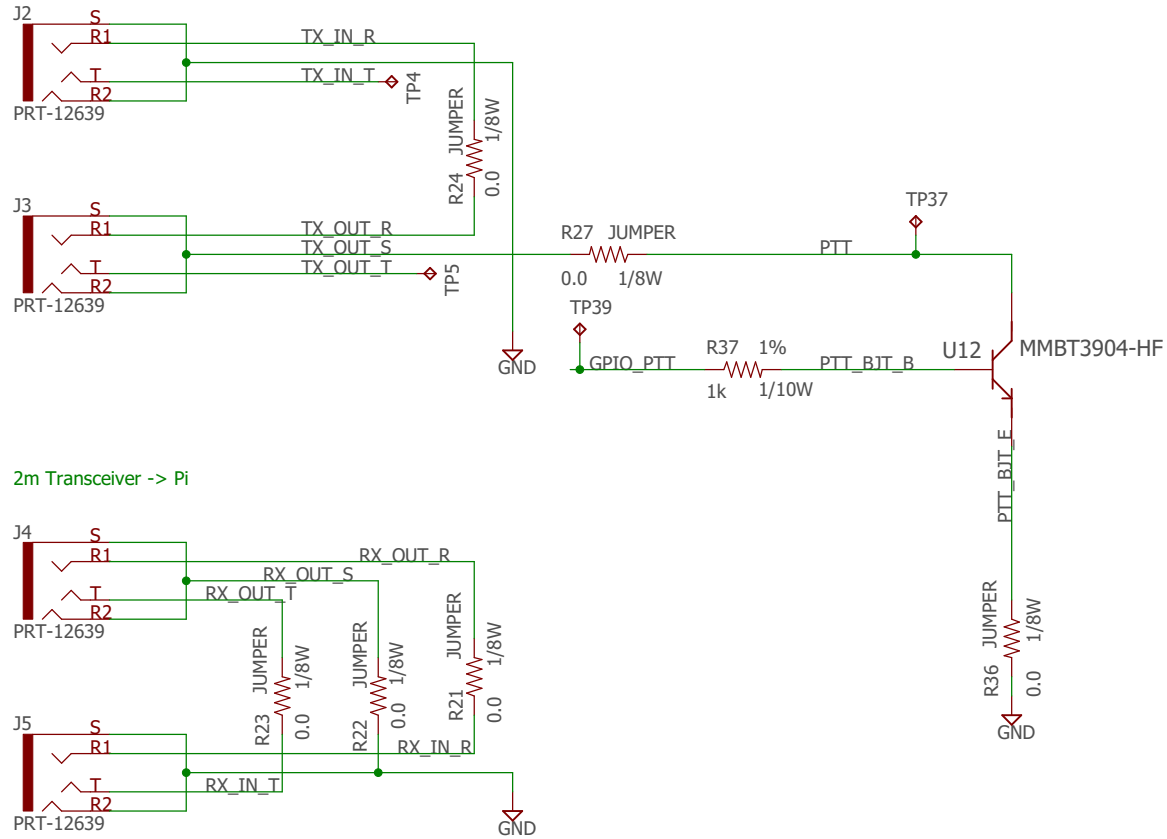 J2
S
R1
TX_IN_R
T
TX_IN_T
TP4
R2
PRT-12639
R24
JUMPER
0.0
1/8W
J3
S
R1
TX_OUT_R
TX_OUT_S
T
TX_OUT_T
TP5
R2
PRT-12639
GND
R27 JUMPER
0.0 1/8W
PTT
TP37
TP39
GPIO_PTT
R37 1%
1k 1/10W
PTT_BJT_B
U12
MMBT3904-HF
PTT_BJT_E
R36
JUMPER
0.0
1/8W
GND
2m Transceiver -> Pi
J4
S
R1
RX_OUT_R
RX_OUT_S
T
RX_OUT_T
R2
PRT-12639
R23
JUMPER
0.0
1/8W
R22
JUMPER
0.0
1/8W
R21
JUMPER
0.0
1/8W
J5
S
R1
RX_IN_R
T
RX_IN_T
R2
PRT-12639
GND